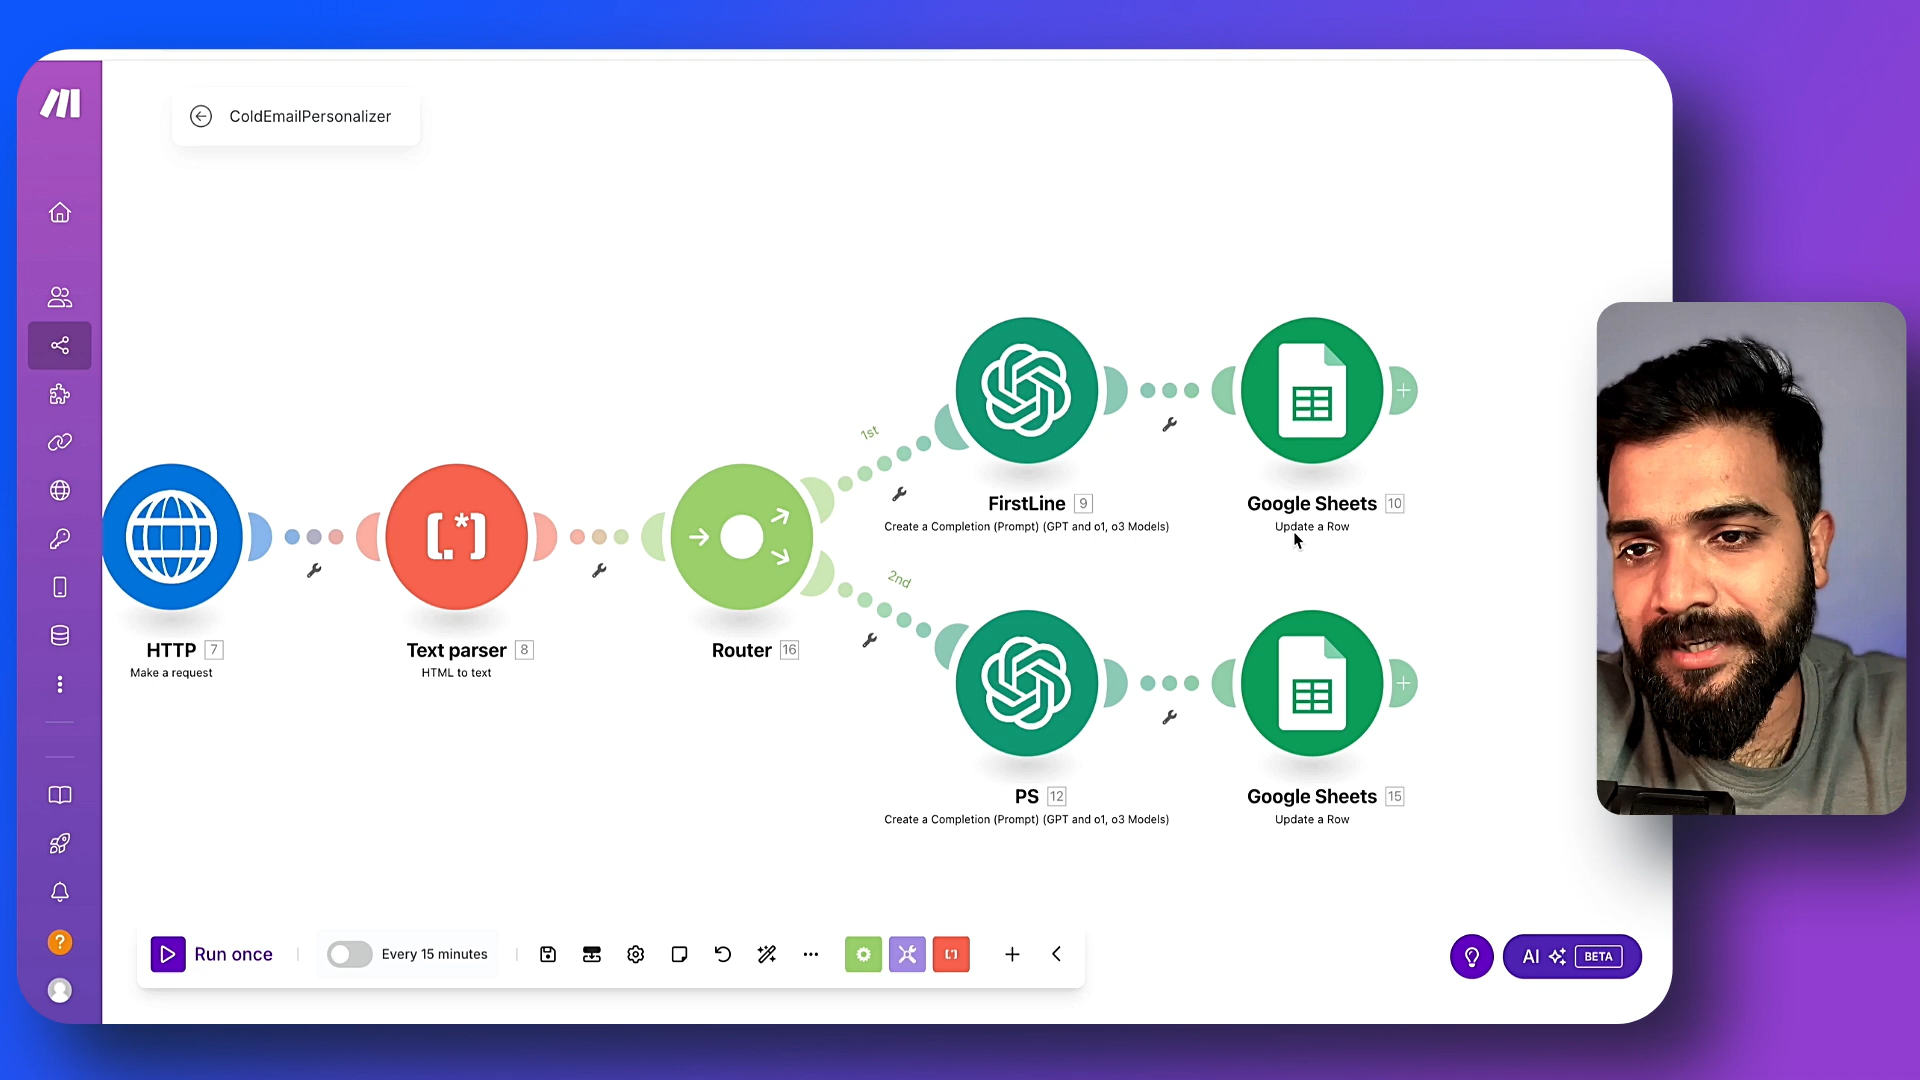 ColdEmailPersonalizer
1st
FirstLine 9
Create a Completion (Prompt) (GPT and o1, o3 Models)
Google Sheets 10
Update a Row
HTTP 7
Make a request
[.*]
Text parser 8
HTML to text
Router 16
2nd
PS 12
Create a Completion (Prompt) (GPT and o1, o3 Models)
Google Sheets 15
Update a Row
?
Run once
Every 15 minutes
AI BETA